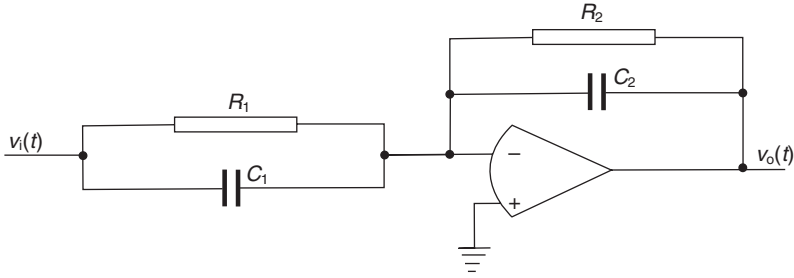 R₂
C₂
R₁
vᵢ(t)
C₁
−
+
vₒ(t)